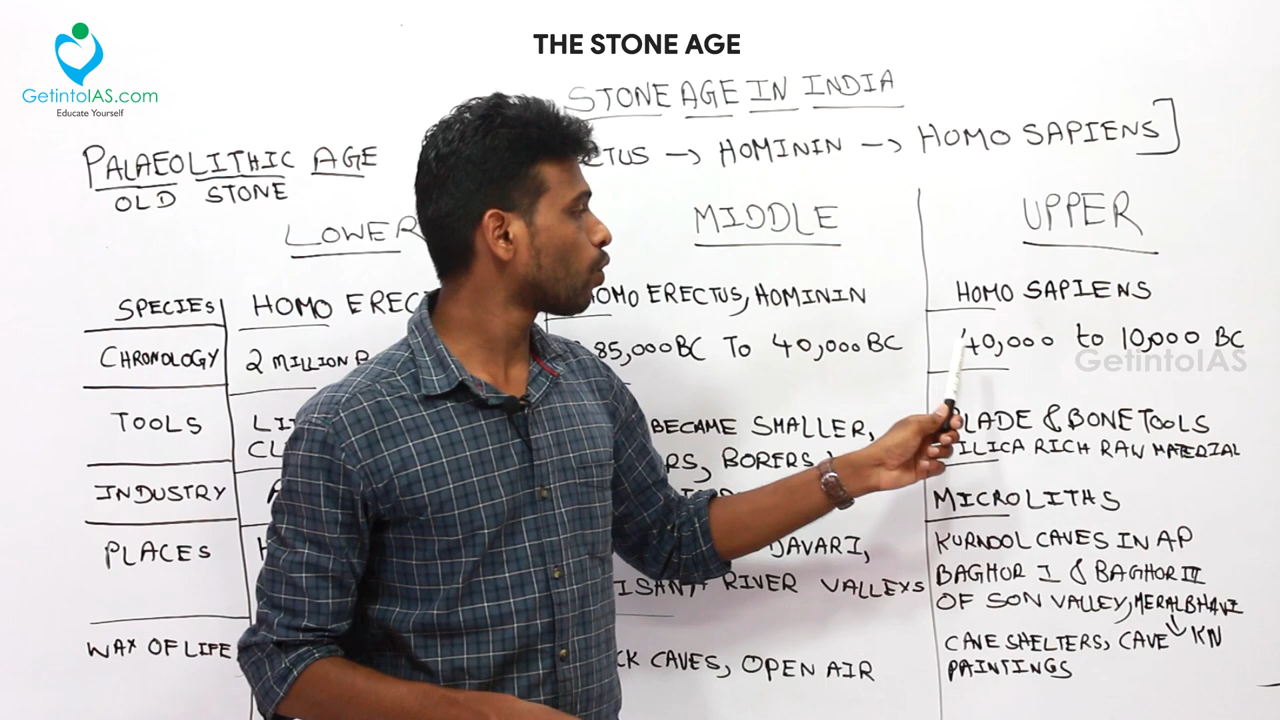 THE STONE AGE
GetintoIAS.com
Educate Yourself
STONE AGE IN INDIA
PALAEOLITHIC AGE
OLD STONE
CTUS → HOMININ → HOMO SAPIENS]
LOWER
MIDDLE
UPPER
SPECIES
HOMO EREC
HOMO ERECTUS, HOMININ
HOMO SAPIENS
CHRONOLOGY
2 MILLION
85,000 BC TO 40,000 BC
40,000 to 10,000 BC
GetintoIAS
TOOLS
BECAME SMALLER,
RS, BORERS
BLADE & BONE TOOLS
SILICA RICH RAW MATERIAL
INDUSTRY
MICROLITHS
PLACES
DAVARI,
RIVER VALLEYS
KURNOOL CAVES IN AP
BAGHOR I & BAGHOR III
OF SON VALLEY, MERALBHAVI
KN
WAY OF LIFE
CK CAVES, OPEN AIR
CAVE SHELTERS, CAVE
PAINTINGS